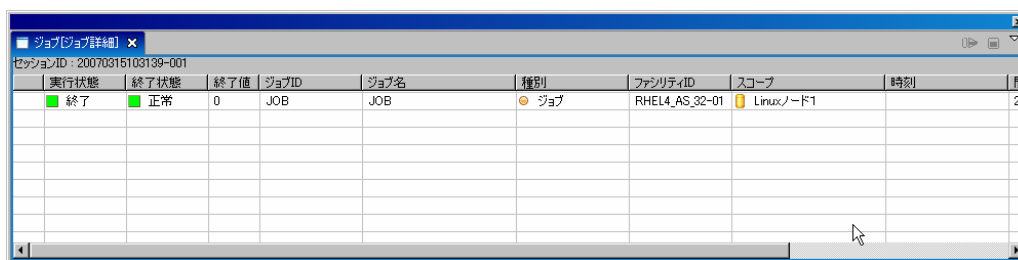 ジョブ[ジョブ詳細]
セッションID : 20070315103139-001
実行状態 終了状態 終了値 ジョブID ジョブ名 種別 ファシリティID スコープ 時刻
終了 正常 0 JOB JOB ジョブ RHEL4_AS_32-01 Linuxノード1